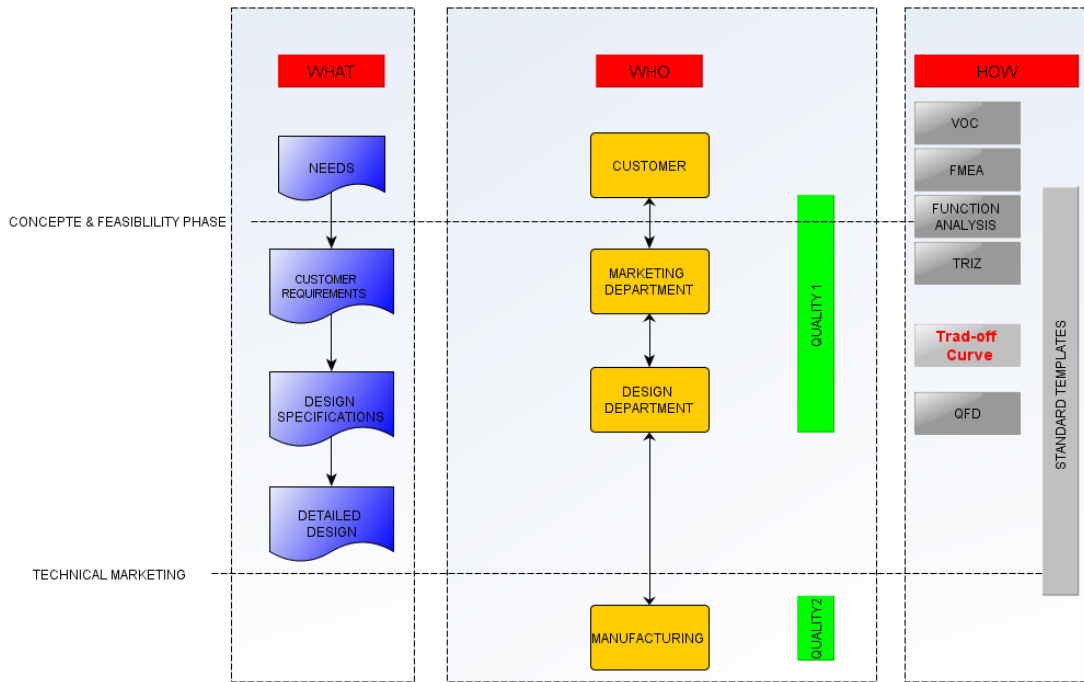 WHAT
WHO
HOW
VOC
NEEDS
CUSTOMER
FMEA
CONCEPTE & FEASIBLILITY PHASE
FUNCTION
ANALYSIS
CUSTOMER
REQUIREMENTS
MARKETING
DEPARTMENT
TRIZ
QUALITY 1
Trad-off
Curve
STANDARD TEMPLATES
DESIGN
SPECIFICATIONS
DESIGN
DEPARTMENT
QFD
DETAILED
DESIGN
TECHNICAL MARKETING
MANUFACTURING
QUALITY2